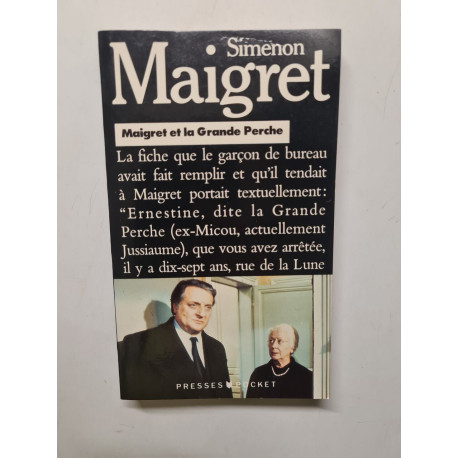 Simenon
Maigret
Maigret et la Grande Perche
La fiche que le garçon de bureau
avait fait remplir et qu'il tendait
à Maigret portait textuellement :
"Ernestine, dite la Grande
Perche (ex-Micou, actuellement
Jussiaume), que vous avez arrêtée,
il y a dix-sept ans, rue de la Lune
PRESSES POCKET